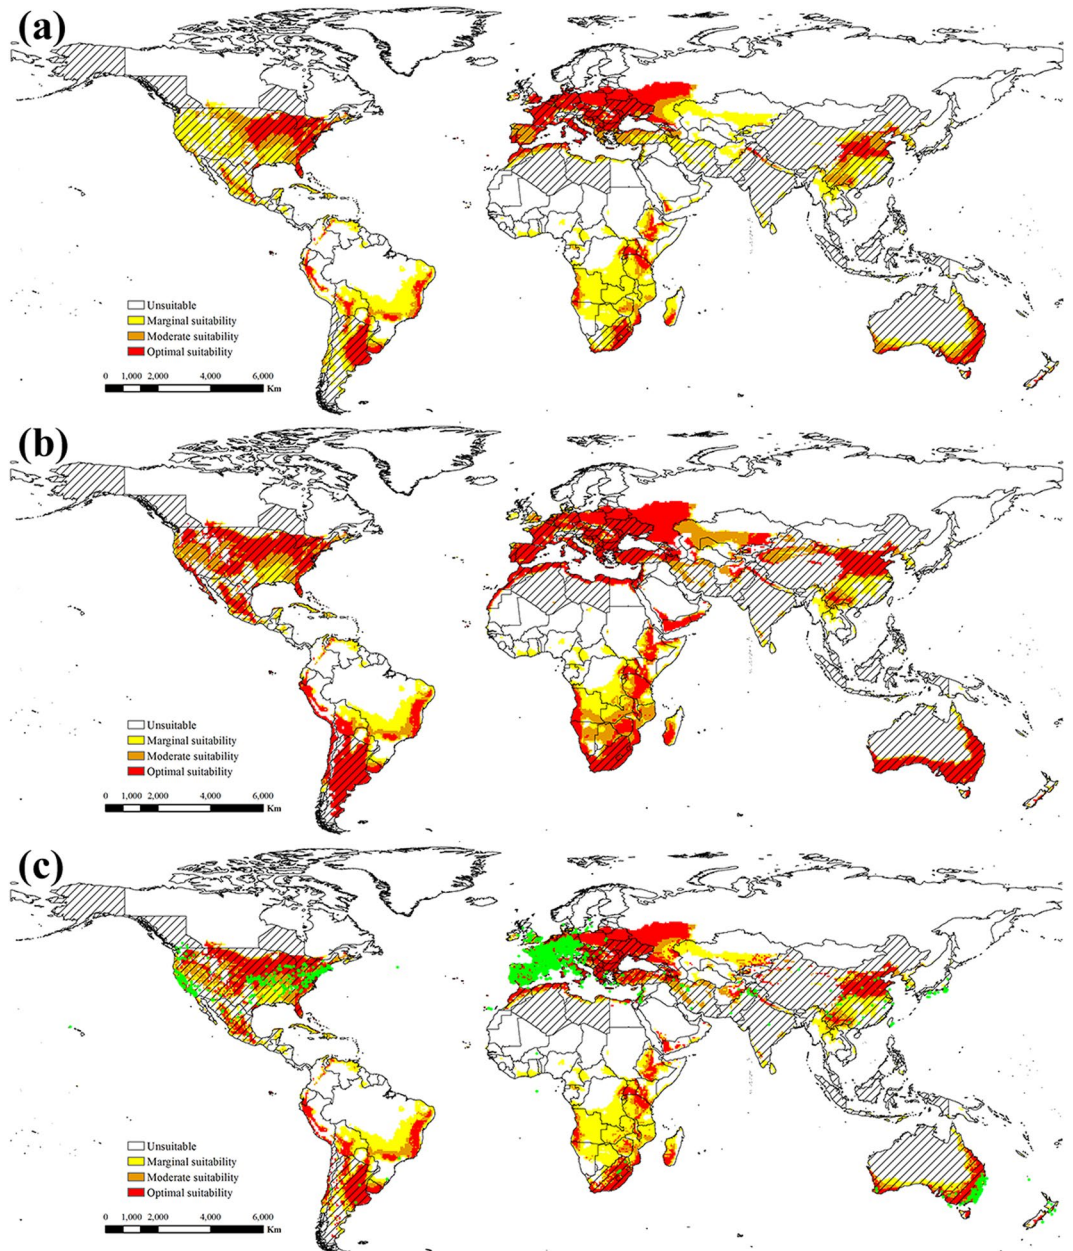 (a)
Unsuitable
Marginal suitability
Moderate suitability
Optimal suitability
0 1,000 2,000 4,000 6,000
Km
(b)
Unsuitable
Marginal suitability
Moderate suitability
Optimal suitability
0 1,000 2,000 4,000 6,000
Km
(c)
Unsuitable
Marginal suitability
Moderate suitability
Optimal suitability
0 1,000 2,000 4,000 6,000
Km